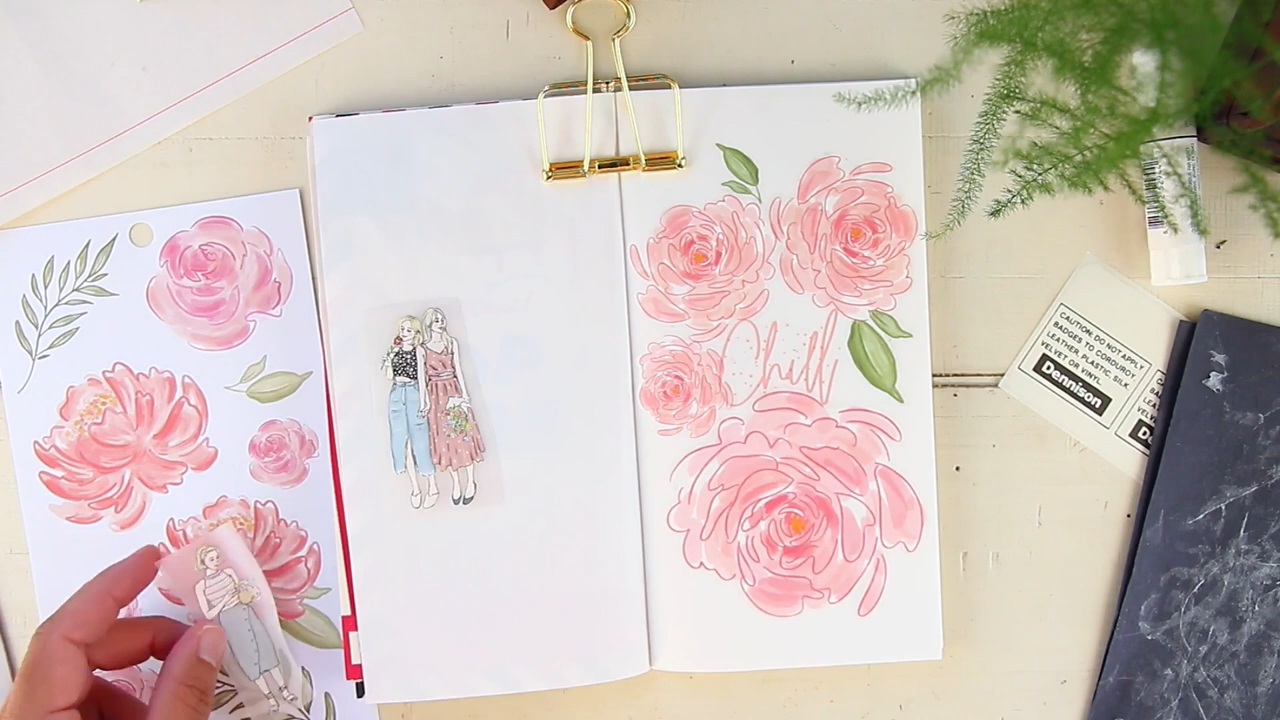 Chill
CAUTION: DO NOT APPLY
BADGES TO CORDUROY
LEATHER, PLASTIC, SILK
VELVET OR VINYL.
Dennison